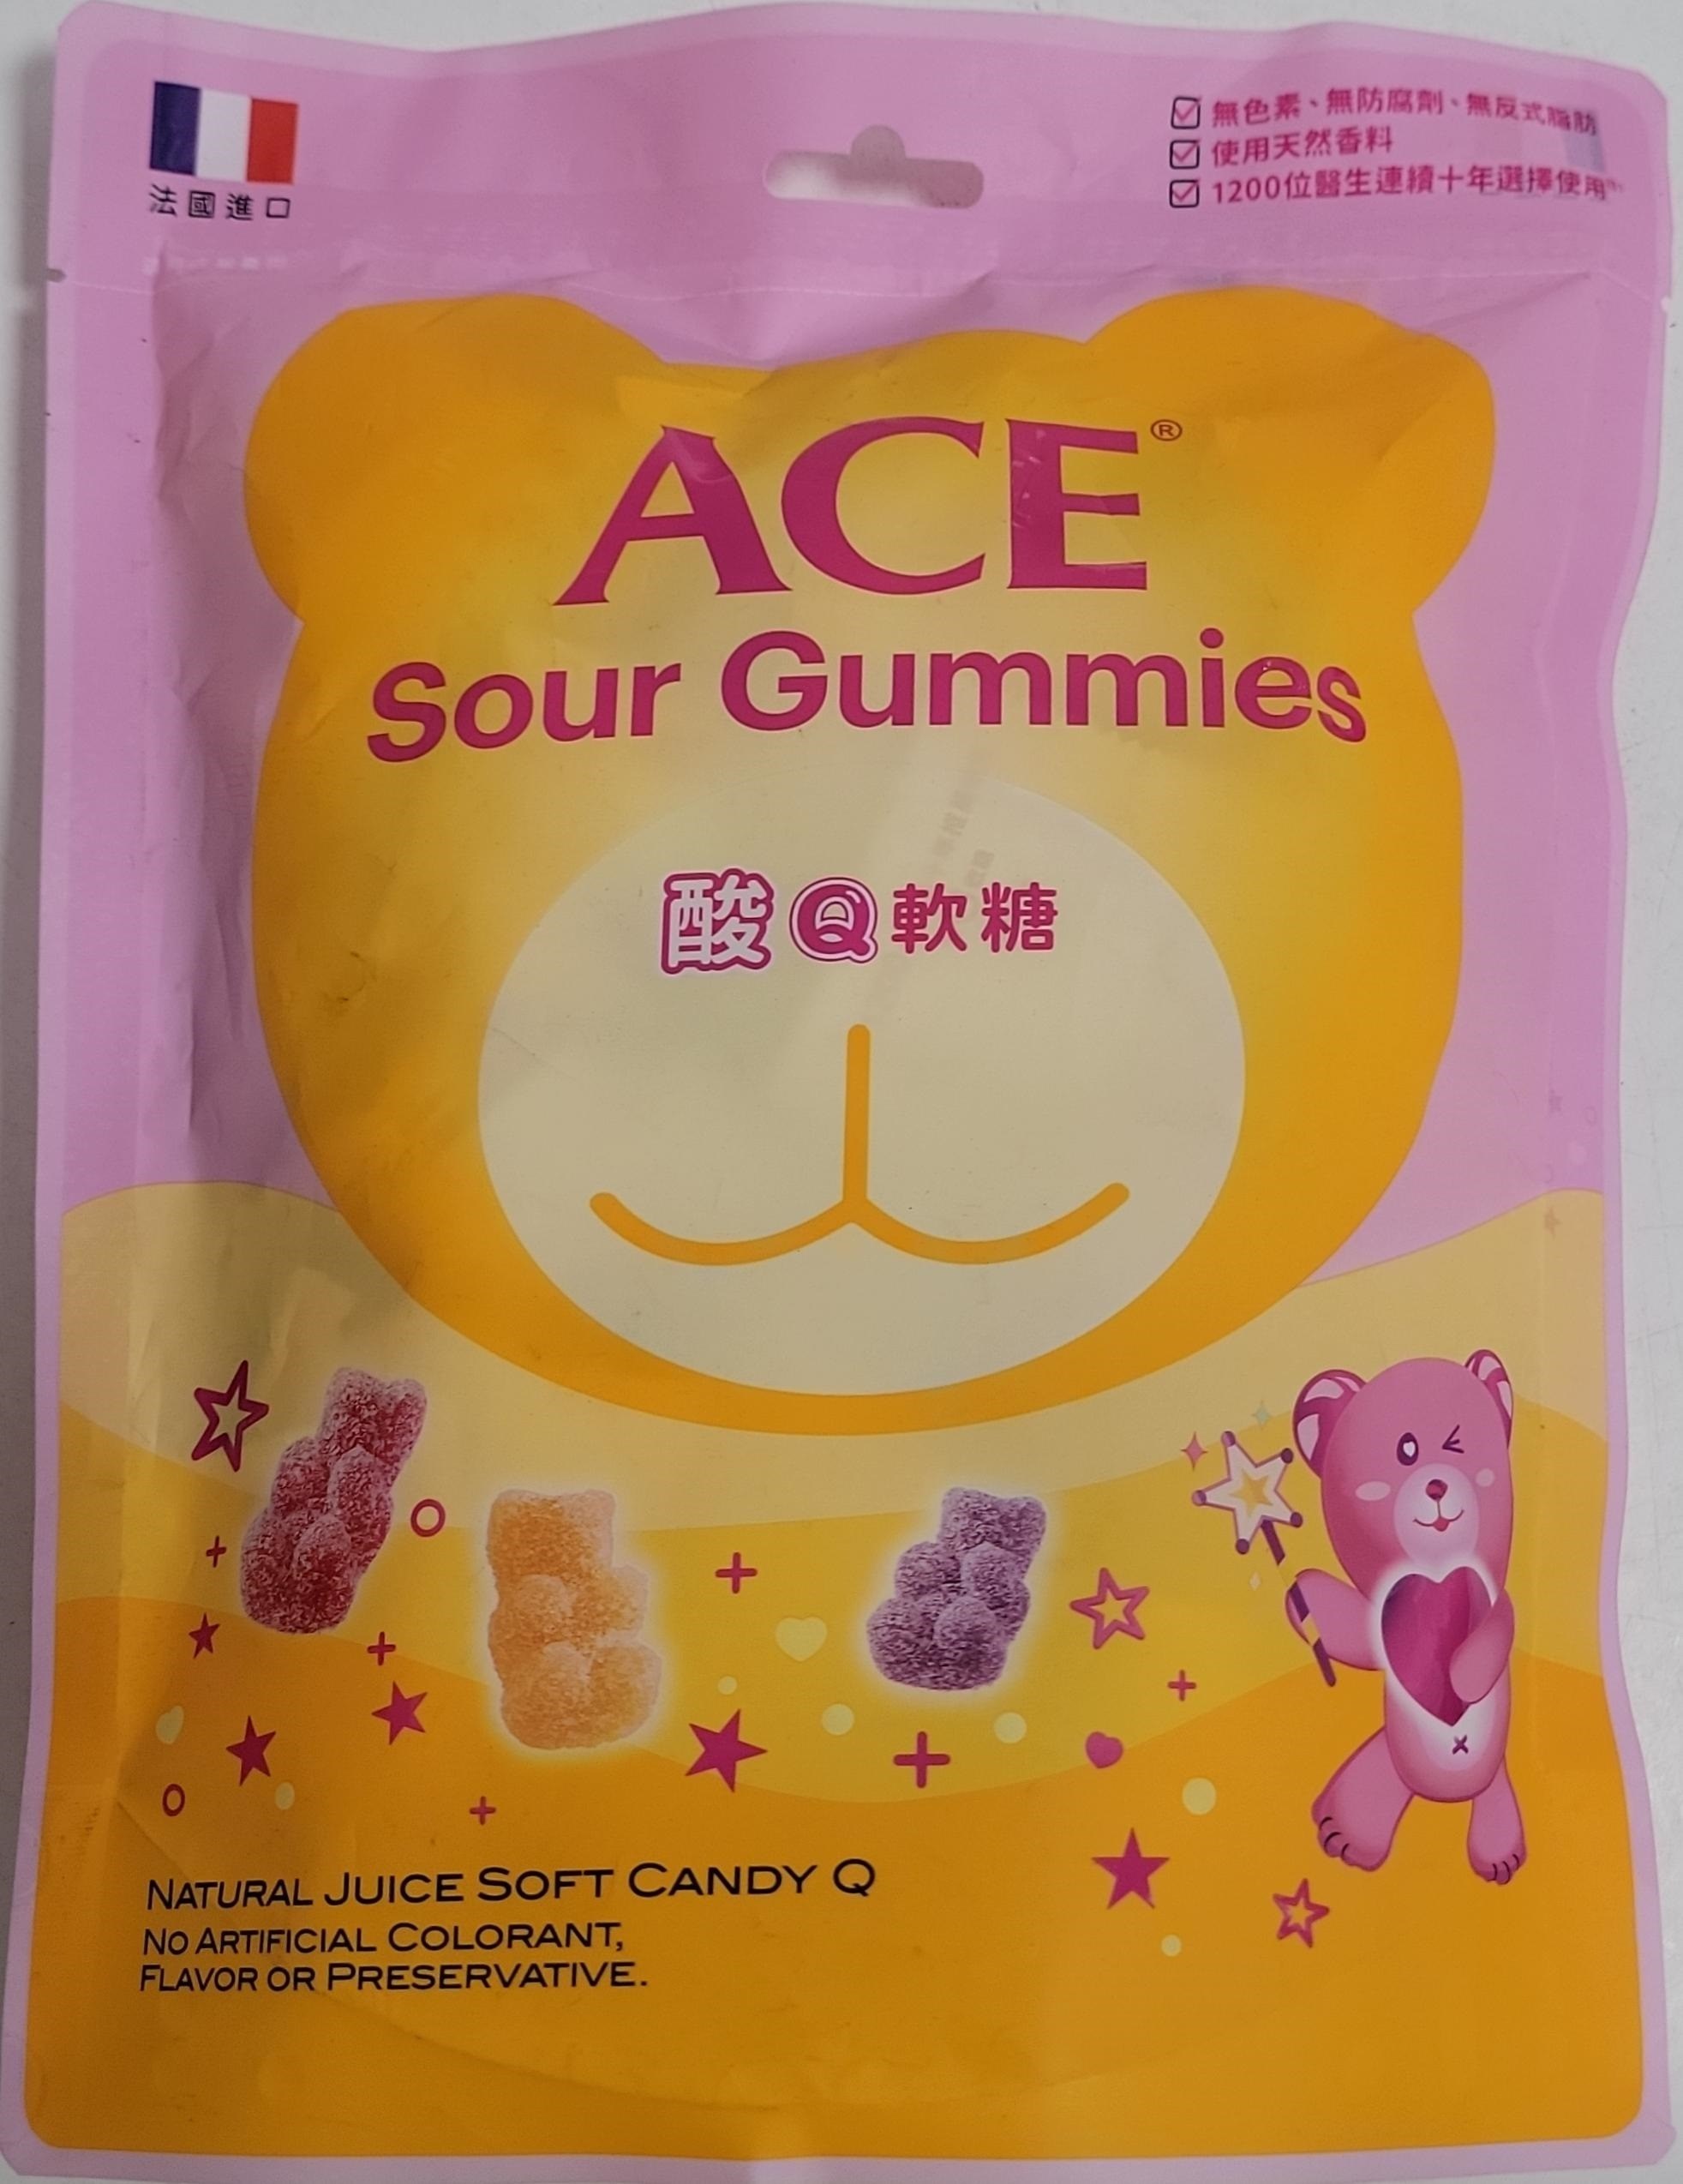 法國進口
無色素、無防腐劑、無反式脂肪
使用天然香料
1200位醫生連續十年選擇使用
ACE®
Sour Gummies
酸Q軟糖
NATURAL JUICE SOFT CANDY Q
NO ARTIFICIAL COLORANT,
FLAVOR OR PRESERVATIVE.